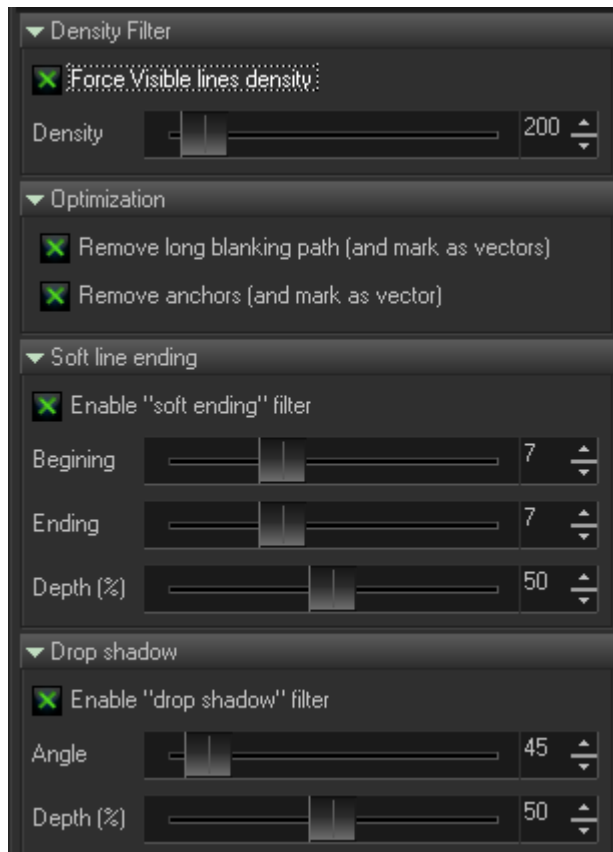 Density Filter
Force Visible lines density
Density 200
Optimization
Remove long blanking path (and mark as vectors)
Remove anchors (and mark as vector)
Soft line ending
Enable "soft ending" filter
Begining 7
Ending 7
Depth (%) 50
Drop shadow
Enable "drop shadow" filter
Angle 45
Depth (%) 50